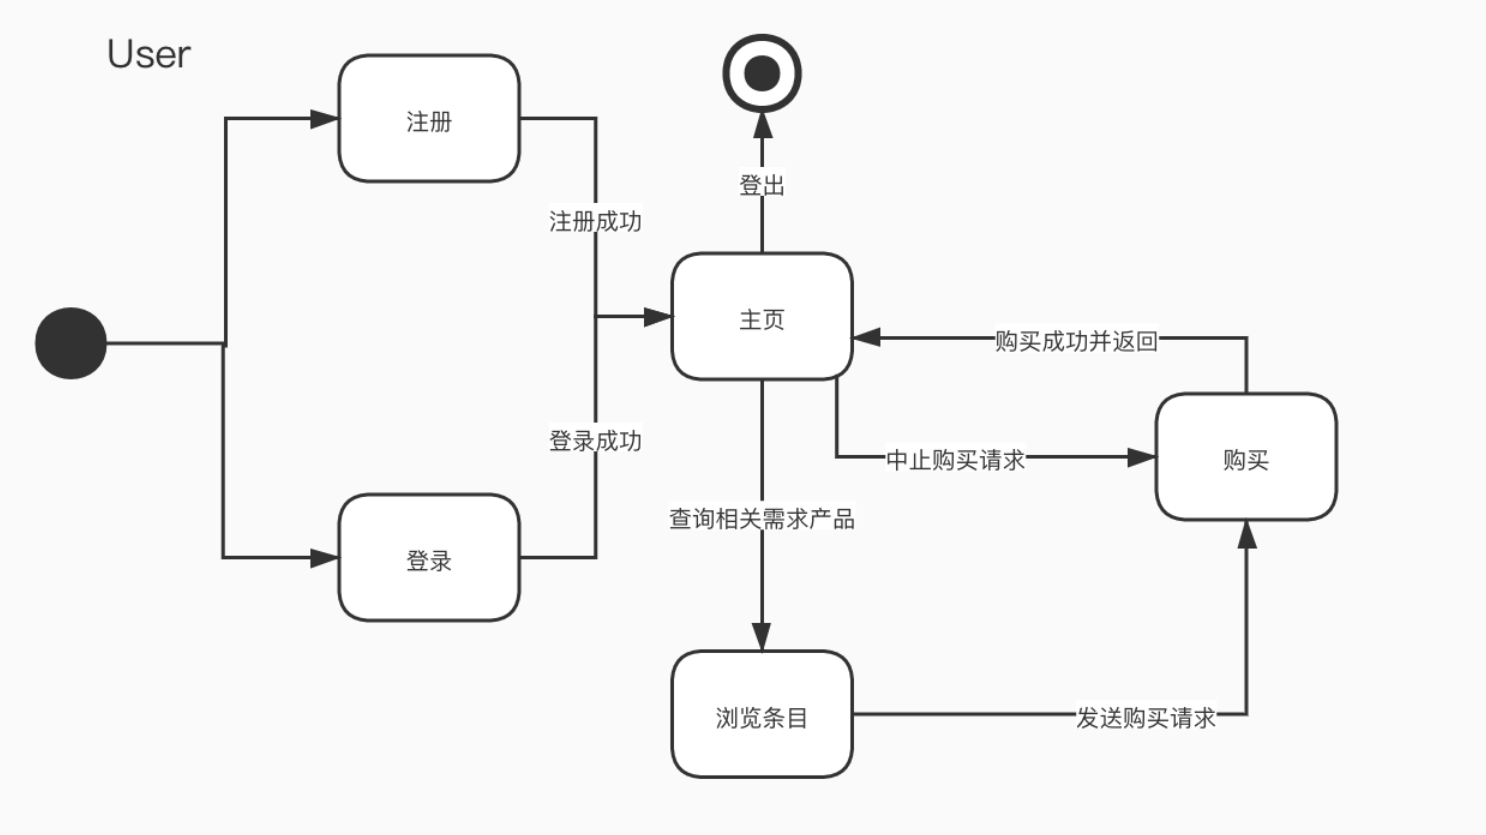 User
注册
登出
注册成功
主页
购买成功并返回
登录成功
中止购买请求
购买
查询相关需求产品
登录
浏览条目
发送购买请求